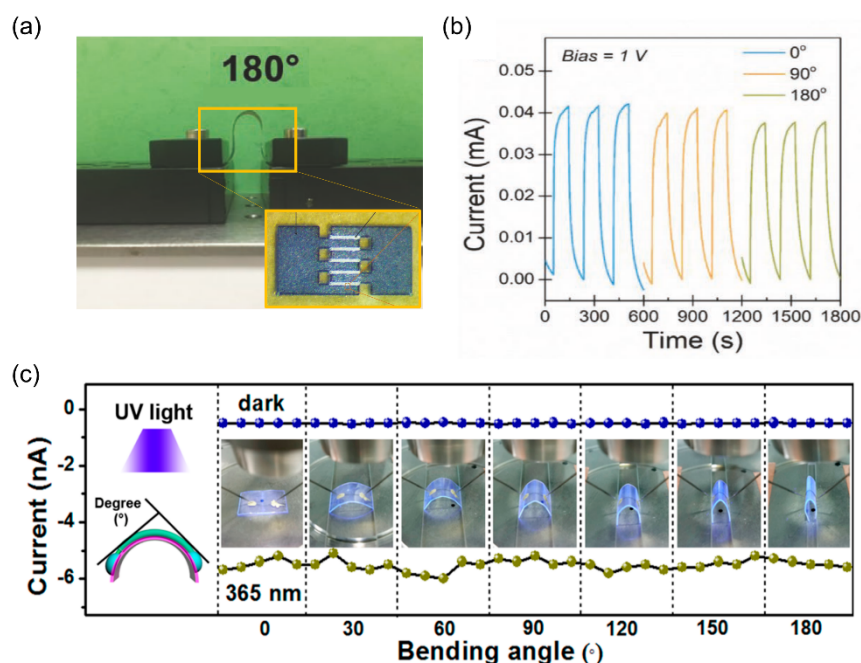 (a)
180°
(b)
Bias = 1 V
0°
90°
180°
0.05
0.04
0.03
0.02
0.01
0.00
Current (mA)
0 300 600 900 1200 1500 1800
Time (s)
(c)
UV light
Degree
(°)
dark
365 nm
0
-2
-4
-6
Current (nA)
0 30 60 90 120 150 180
Bending angle (°)